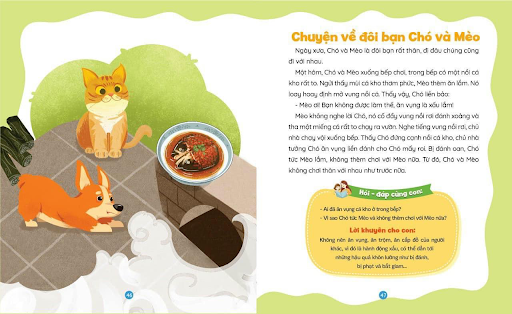 Chuyện về đôi bạn Chó và Mèo
Ngày xưa, Chó và Mèo là đôi bạn rất thân, đi đâu chúng cũng
đi với nhau.
Một hôm, Chó và Mèo xuống bếp chơi, trong bếp có một nồi cá
kho rất to. Ngửi thấy mùi cá kho thơm phức, Mèo thèm ăn lắm. Nó
loay hoay định mở vung nồi cá. Thấy vậy, Chó liền bảo:
- Mèo ơi! Bạn không được làm thế, ăn vụng là xấu lắm!
Mèo không nghe lời Chó, nó cố đẩy vung nồi rơi đánh xoảng và
tha một miếng cá rất to chạy ra vườn. Nghe tiếng vung nồi rơi, chủ
nhà chạy vội xuống bếp. Thấy Chó đứng cạnh nồi cá kho, chủ nhà
tưởng Chó ăn vụng liền đánh cho Chó mấy roi. Bị đánh oan, Chó
tức Mèo lắm, không thèm chơi với Mèo nữa. Từ đó, Chó và Mèo
không chơi thân với nhau như trước nữa.
Hỏi - đáp cùng con:
- Ai đã ăn vụng cá kho ở trong bếp?
- Vì sao Chó tức Mèo và không thèm chơi với Mèo nữa?
Lời khuyên cho con:
Không nên ăn vụng, ăn trộm, ăn cắp đồ của người
khác, vì đó là hành động xấu, có thể dẫn tới
những hậu quả khôn lường như bị đánh,
bị phạt và bắt giam...
46
47